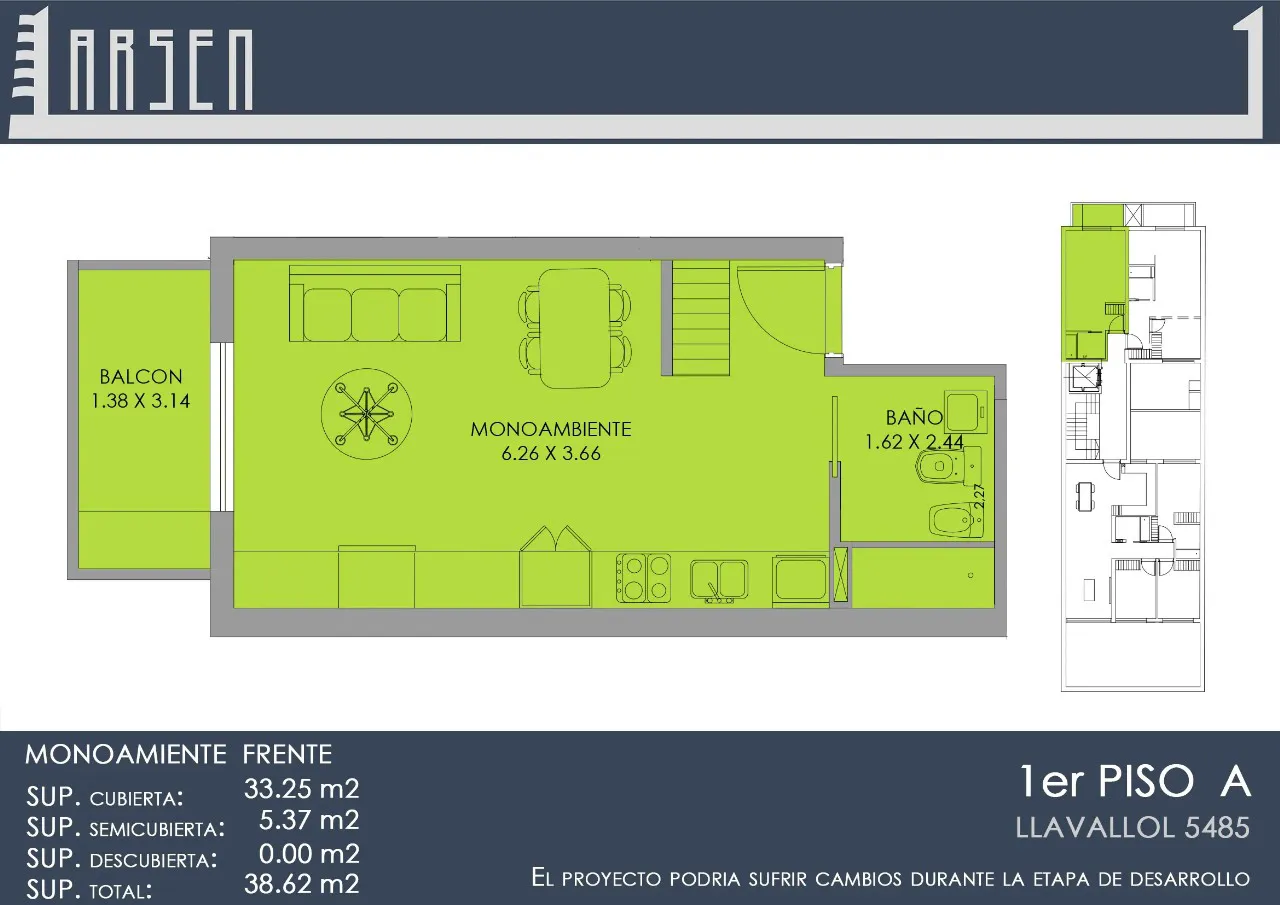 ARSEN
1
BALCON
1.38 X 3.14
MONOAMBIENTE
6.26 X 3.66
BAÑO
1.62 X 2.44
2.27
MONOAMIENTE FRENTE
SUP. CUBIERTA: 33.25 m2
SUP. SEMICUBIERTA: 5.37 m2
SUP. DESCUBIERTA: 0.00 m2
SUP. TOTAL: 38.62 m2
1er PISO A
LLAVALLOL 5485
EL PROYECTO PODRIA SUFRIR CAMBIOS DURANTE LA ETAPA DE DESARROLLO